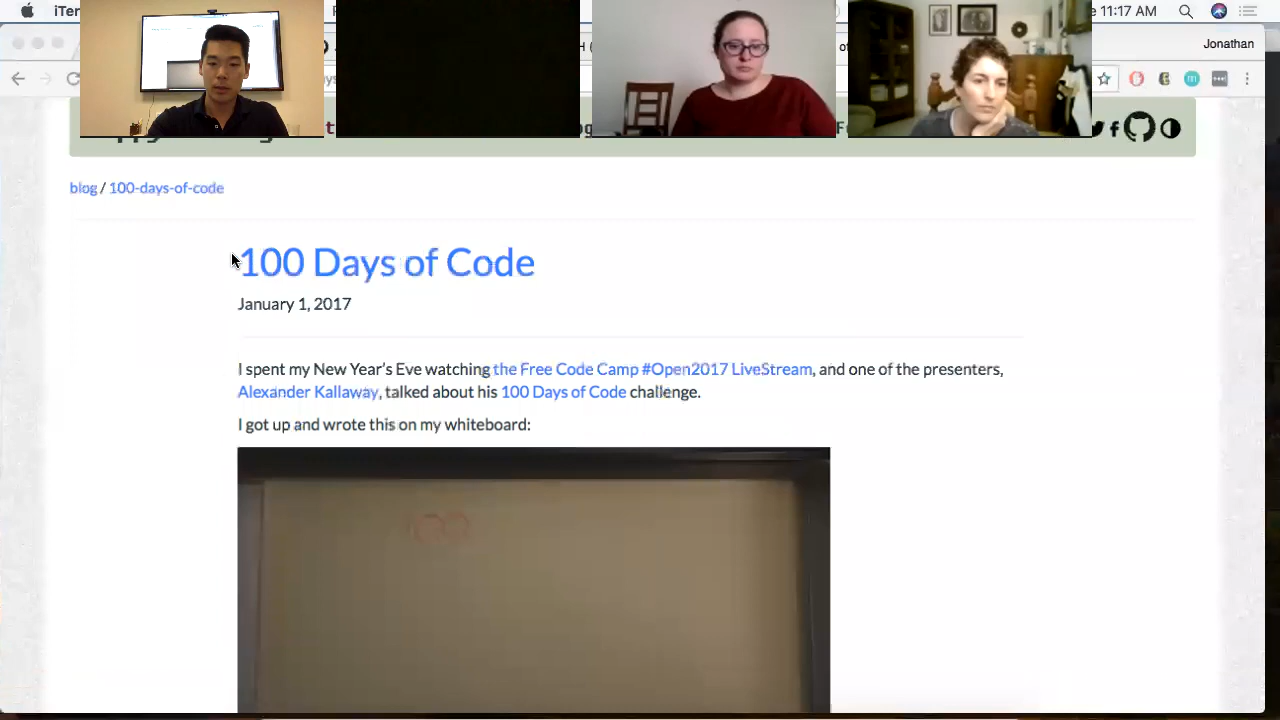 iTer
11:17 AM
Jonathan
blog / 100-days-of-code
100 Days of Code
January 1, 2017
I spent my New Year's Eve watching the Free Code Camp #Open2017 LiveStream, and one of the presenters,
Alexander Kallaway, talked about his 100 Days of Code challenge.
I got up and wrote this on my whiteboard:
100